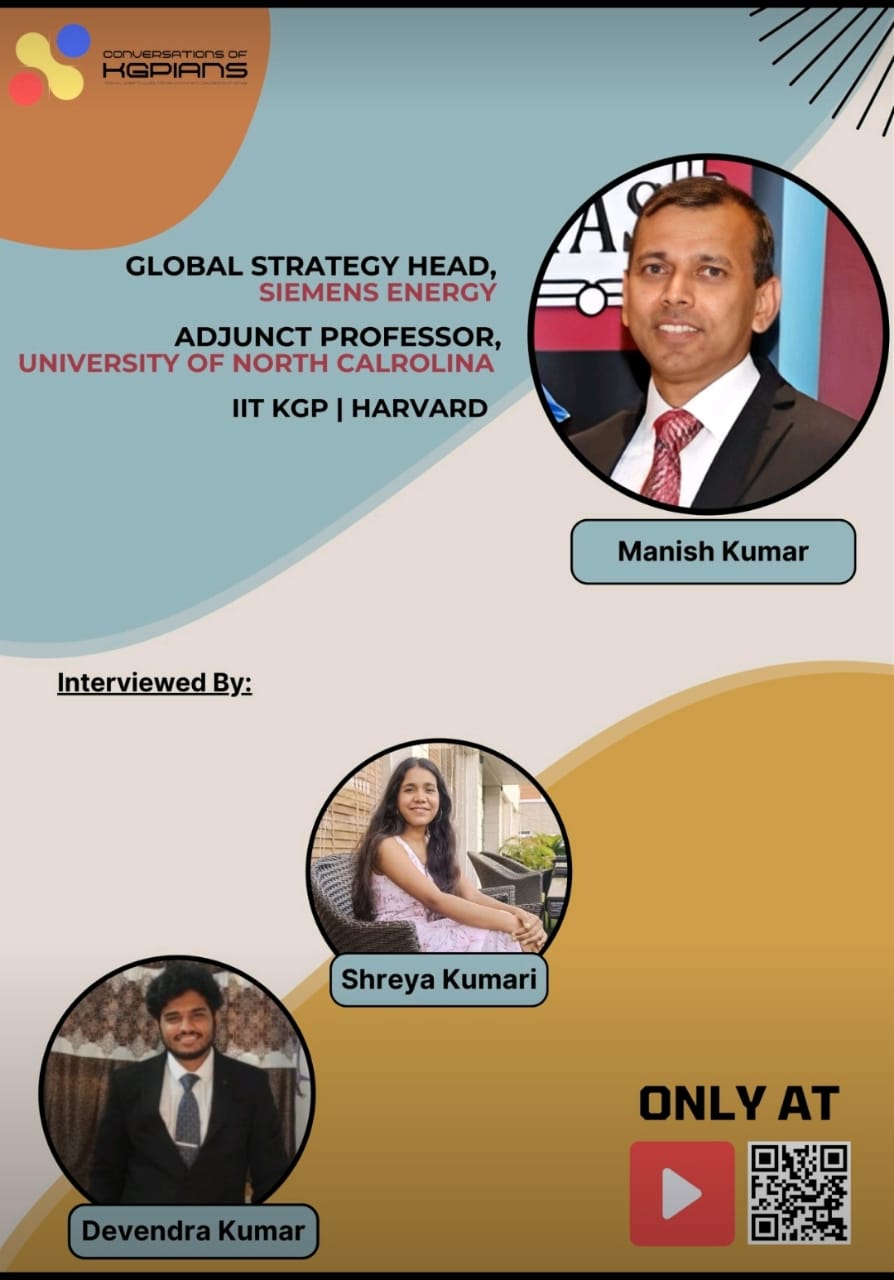 CONVERSATIONS OF
KGPIANS
GLOBAL STRATEGY HEAD,
SIEMENS ENERGY
ADJUNCT PROFESSOR,
UNIVERSITY OF NORTH CALROLINA
IIT KGP | HARVARD
AS
Manish Kumar
Interviewed By:
Shreya Kumari
Devendra Kumar
ONLY AT